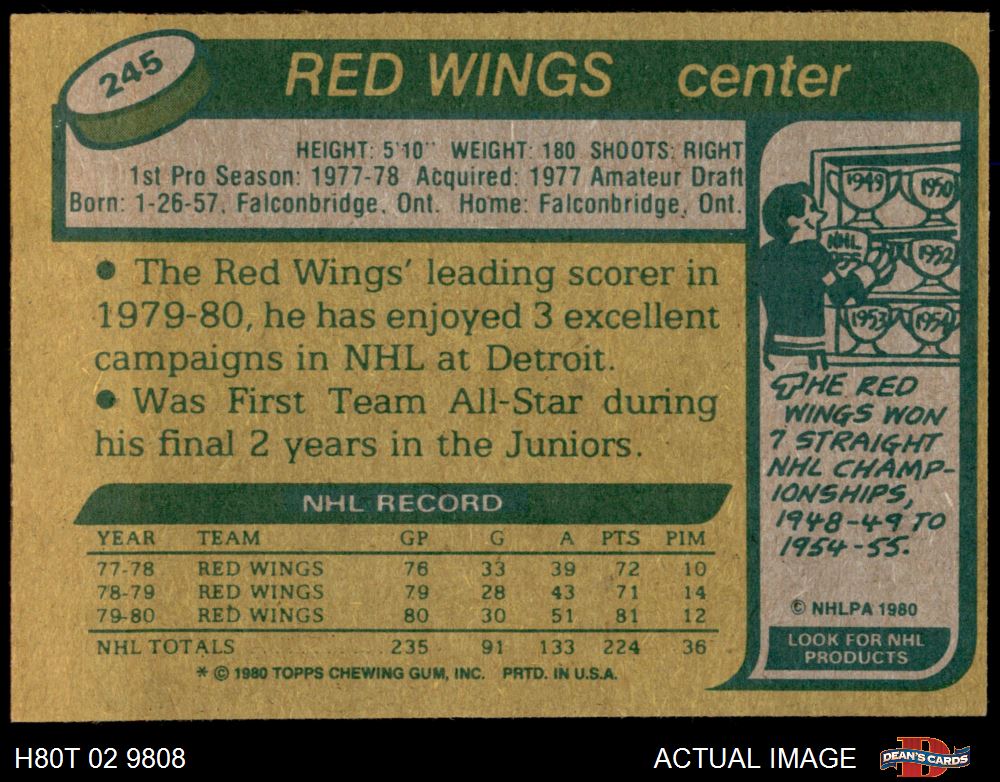 245
RED WINGS center
HEIGHT: 5'10" WEIGHT: 180 SHOOTS: RIGHT
1st Pro Season: 1977-78 Acquired: 1977 Amateur Draft
Born: 1-26-57, Falconbridge, Ont. Home: Falconbridge, Ont.
● The Red Wings' leading scorer in
1979-80, he has enjoyed 3 excellent
campaigns in NHL at Detroit.
● Was First Team All-Star during
his final 2 years in the Juniors.
NHL RECORD
YEAR TEAM GP G A PTS PIM
77-78 RED WINGS 76 33 39 72 10
78-79 RED WINGS 79 28 43 71 14
79-80 RED WINGS 80 30 51 81 12
NHL TOTALS 235 91 133 224 36
* © 1980 TOPPS CHEWING GUM, INC. PRTD. IN U.S.A.
1949 1950
NHL
1952
1953 1954
THE RED
WINGS WON
7 STRAIGHT
NHL CHAMP-
IONSHIPS,
1948-49 TO
1954-55.
© NHLPA 1980
LOOK FOR NHL
PRODUCTS
H80T 02 9808
ACTUAL IMAGE
DEAN'S CARDS